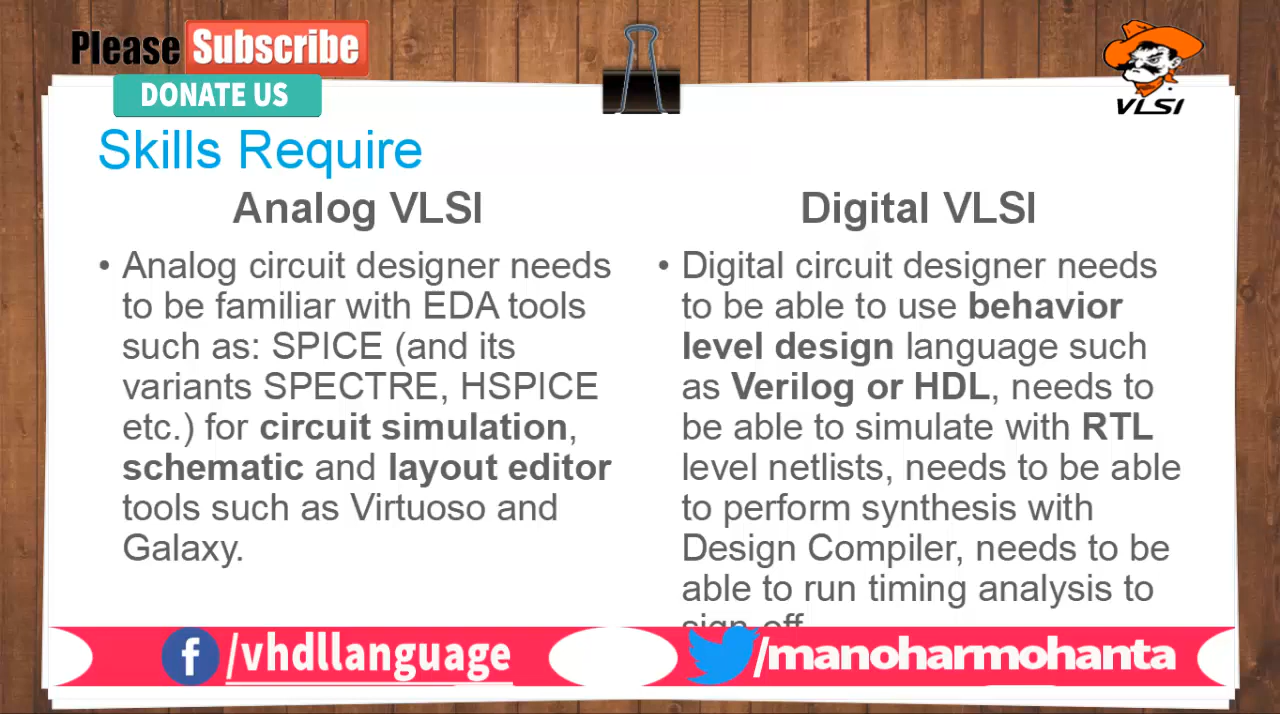 Please Subscribe
DONATE US
VLSI
Skills Require
Analog VLSI
• Analog circuit designer needs
to be familiar with EDA tools
such as: SPICE (and its
variants SPECTRE, HSPICE
etc.) for circuit simulation,
schematic and layout editor
tools such as Virtuoso and
Galaxy.
Digital VLSI
• Digital circuit designer needs
to be able to use behavior
level design language such
as Verilog or HDL, needs to
be able to simulate with RTL
level netlists, needs to be able
to perform synthesis with
Design Compiler, needs to be
able to run timing analysis to
sign-off
/vhdllanguage
/manoharmohanta